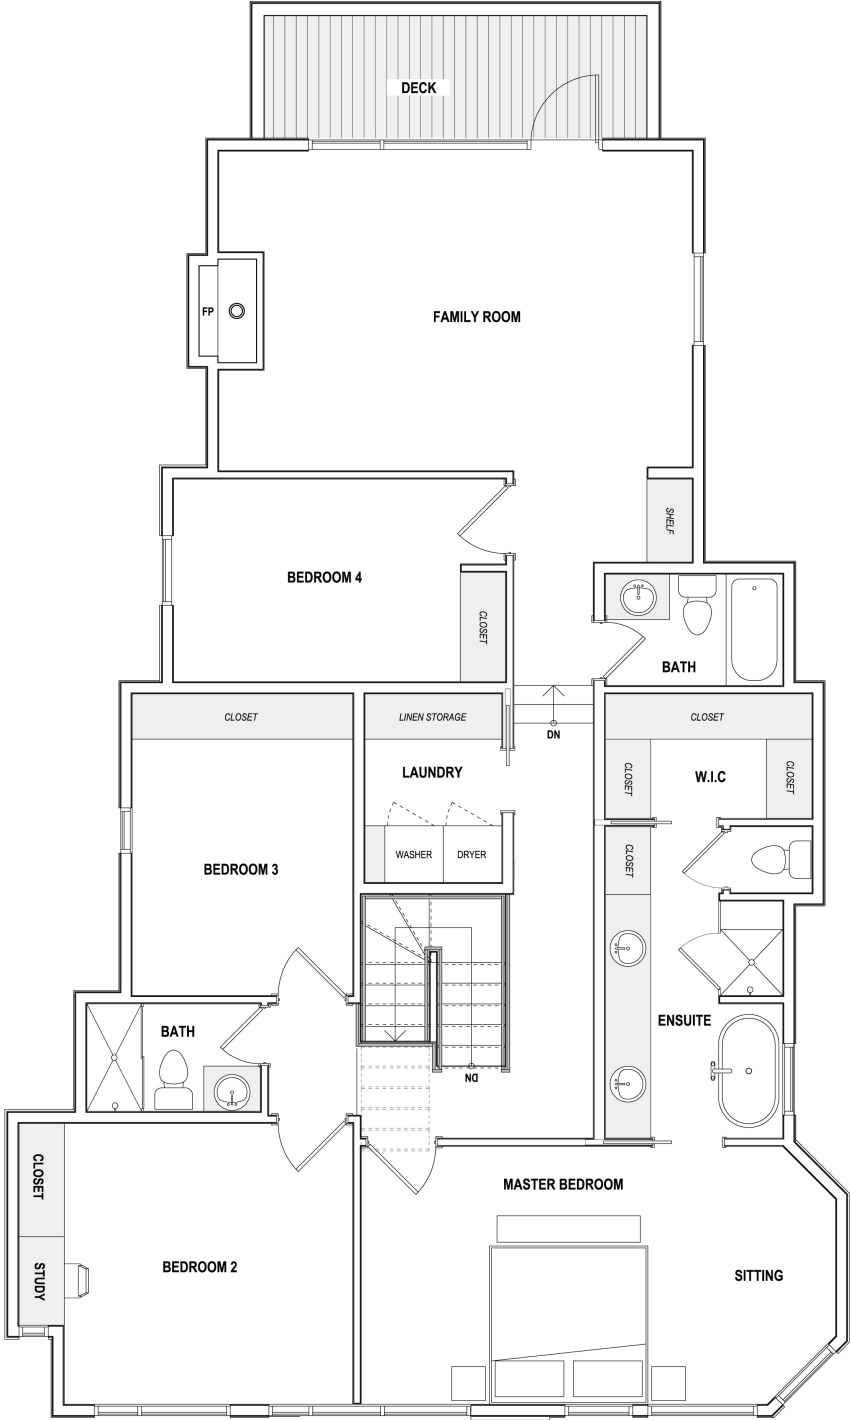 DECK
FP
FAMILY ROOM
SHELF
BEDROOM 4
CLOSET
BATH
CLOSET
LINEN STORAGE
CLOSET
DN
LAUNDRY
CLOSET
W.I.C
CLOSET
WASHER
DRYER
CLOSET
BEDROOM 3
BATH
ENSUITE
DN
CLOSET
MASTER BEDROOM
BEDROOM 2
STUDY
SITTING